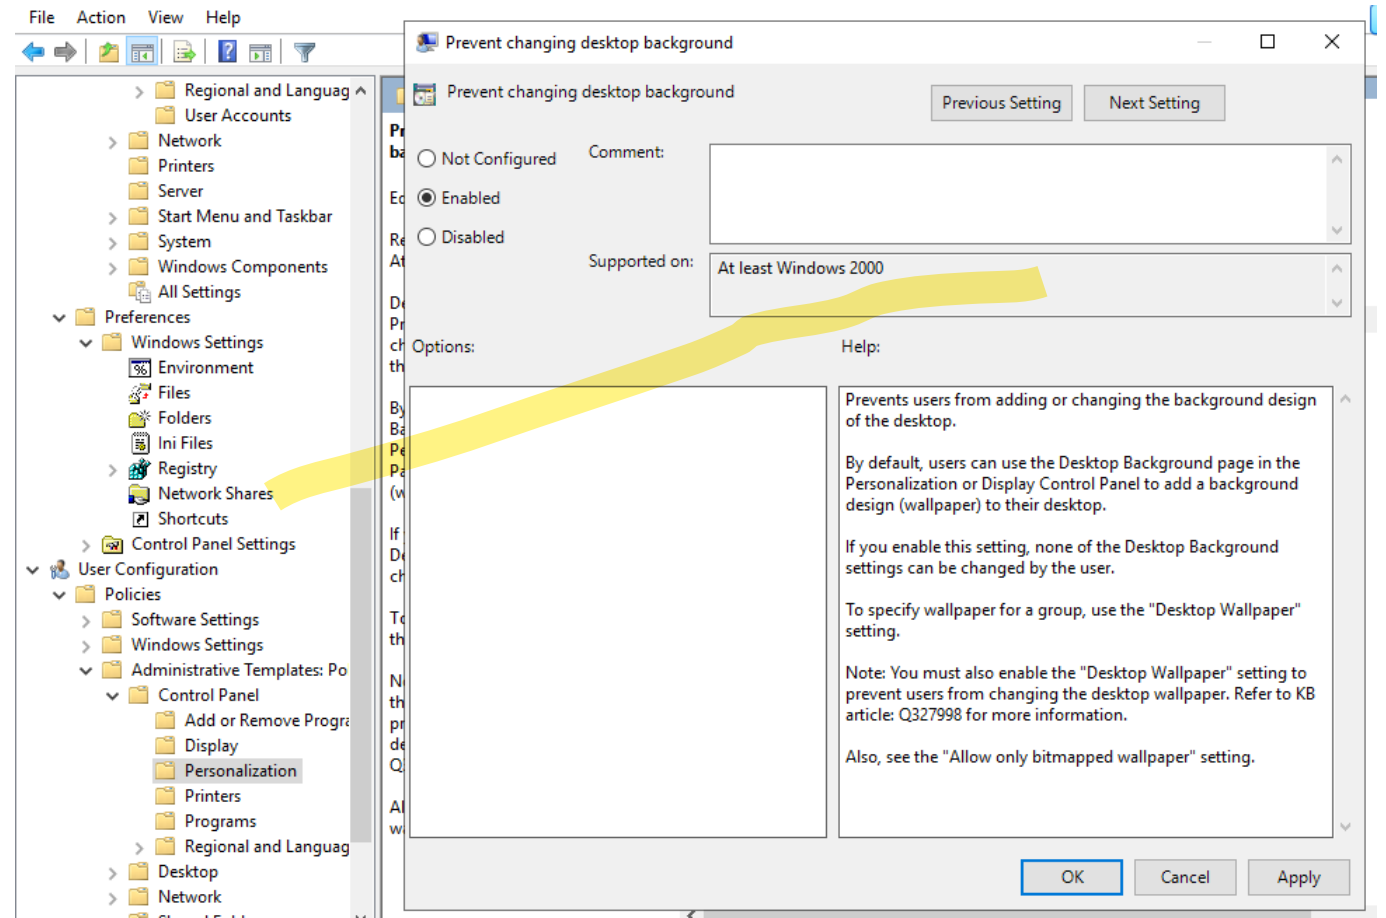 File Action View Help
Regional and Languag
User Accounts
Network
Printers
Server
Start Menu and Taskbar
System
Windows Components
All Settings
Preferences
Windows Settings
Environment
Files
Folders
Ini Files
Registry
Network Shares
Shortcuts
Control Panel Settings
User Configuration
Policies
Software Settings
Windows Settings
Administrative Templates: Po
Control Panel
Add or Remove Progra
Display
Personalization
Printers
Programs
Regional and Languag
Desktop
Network
Prevent changing desktop background
Prevent changing desktop background
Previous Setting Next Setting
Not Configured
Enabled
Disabled
Comment:
Supported on:
At least Windows 2000
Options:
Help:
Prevents users from adding or changing the background design
of the desktop.
By default, users can use the Desktop Background page in the
Personalization or Display Control Panel to add a background
design (wallpaper) to their desktop.
If you enable this setting, none of the Desktop Background
settings can be changed by the user.
To specify wallpaper for a group, use the "Desktop Wallpaper"
setting.
Note: You must also enable the "Desktop Wallpaper" setting to
prevent users from changing the desktop wallpaper. Refer to KB
article: Q327998 for more information.
Also, see the "Allow only bitmapped wallpaper" setting.
OK Cancel Apply